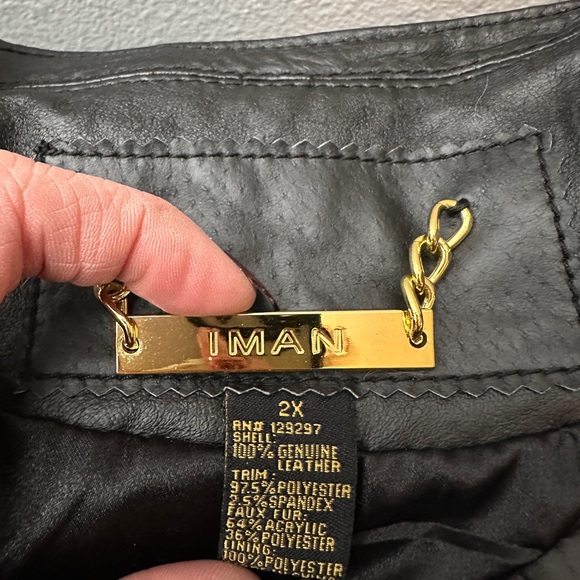 IMAN
2X
RN# 129297
SHELL:
100% GENUINE
LEATHER
TRIM:
97.5% POLYESTER
2.5% SPANDEX
FAUX FUR:
64% ACRYLIC
36% POLYESTER
LINING:
100% POLYESTER